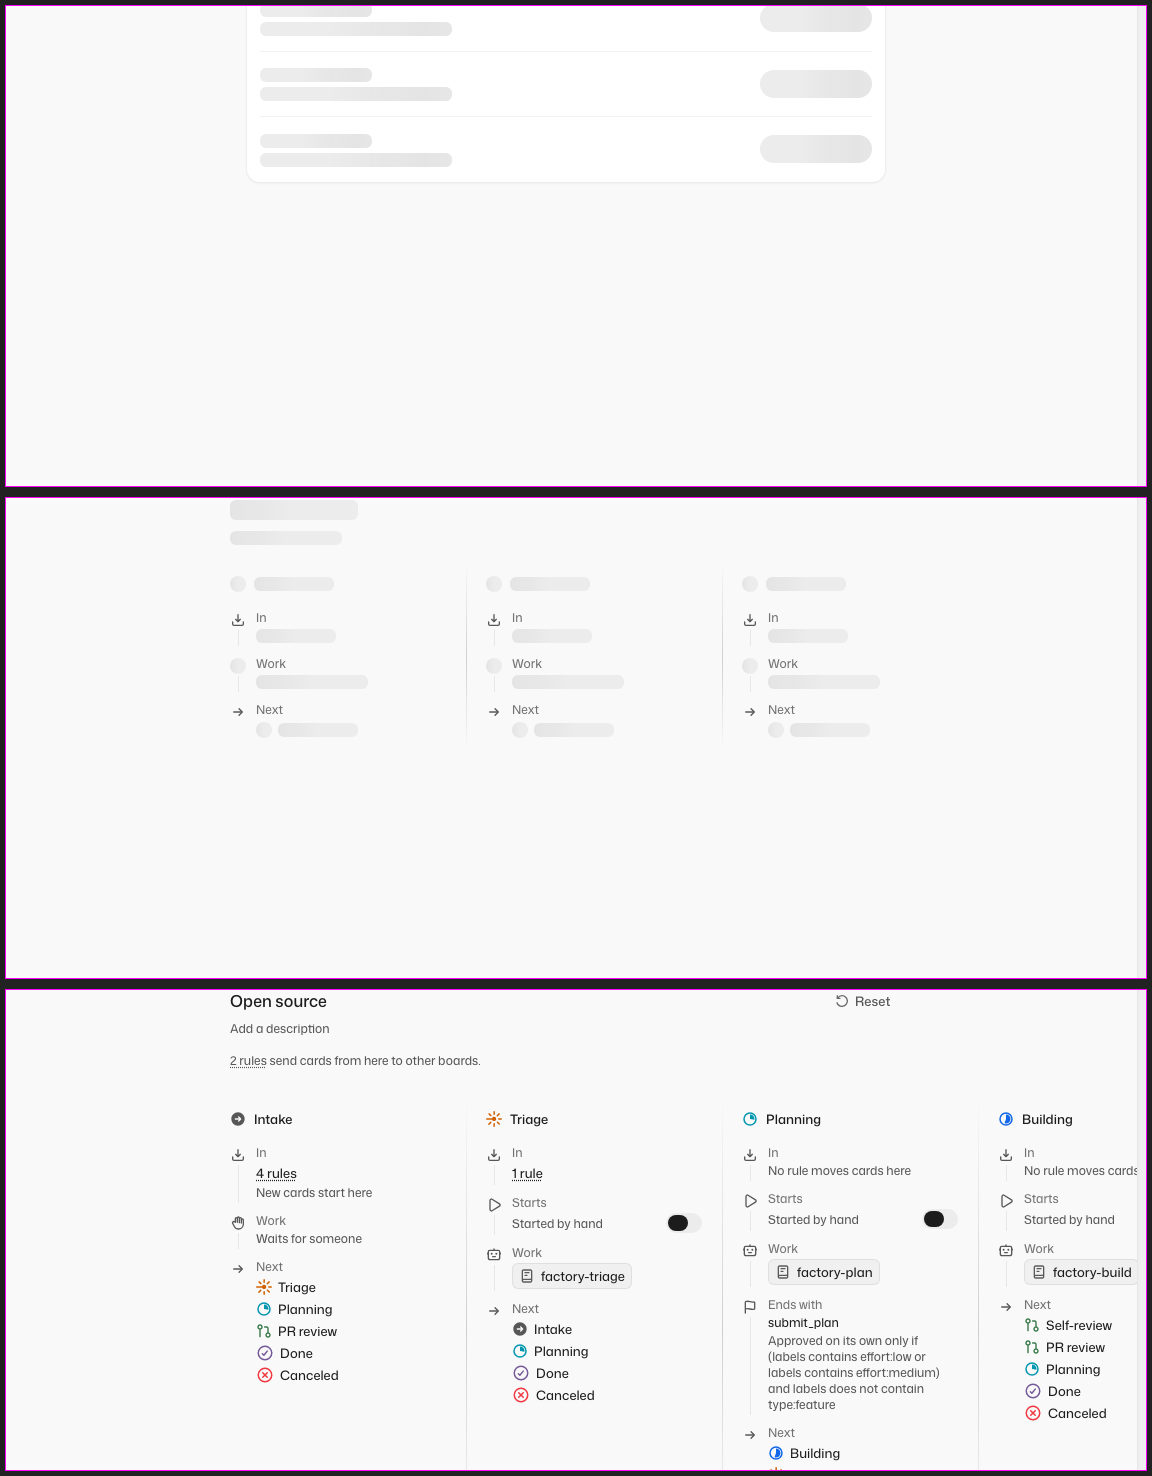 In
Work
Next
In
Work
Next
In
Work
Next
Open source
Reset
Add a description
2 rules send cards from here to other boards.
Intake
In
4 rules
New cards start here
Work
Waits for someone
Next
Triage
Planning
PR review
Done
Canceled
Triage
In
1 rule
Starts
Started by hand
Work
factory-triage
Next
Intake
Planning
Done
Canceled
Planning
In
No rule moves cards here
Starts
Started by hand
Work
factory-plan
Ends with
submit_plan
Approved on its own only if
(labels contains effort:low or
labels contains effort:medium)
and labels does not contain
type:feature
Next
Building
Building
In
No rule moves cards
Starts
Started by hand
Work
factory-build
Next
Self-review
PR review
Planning
Done
Canceled